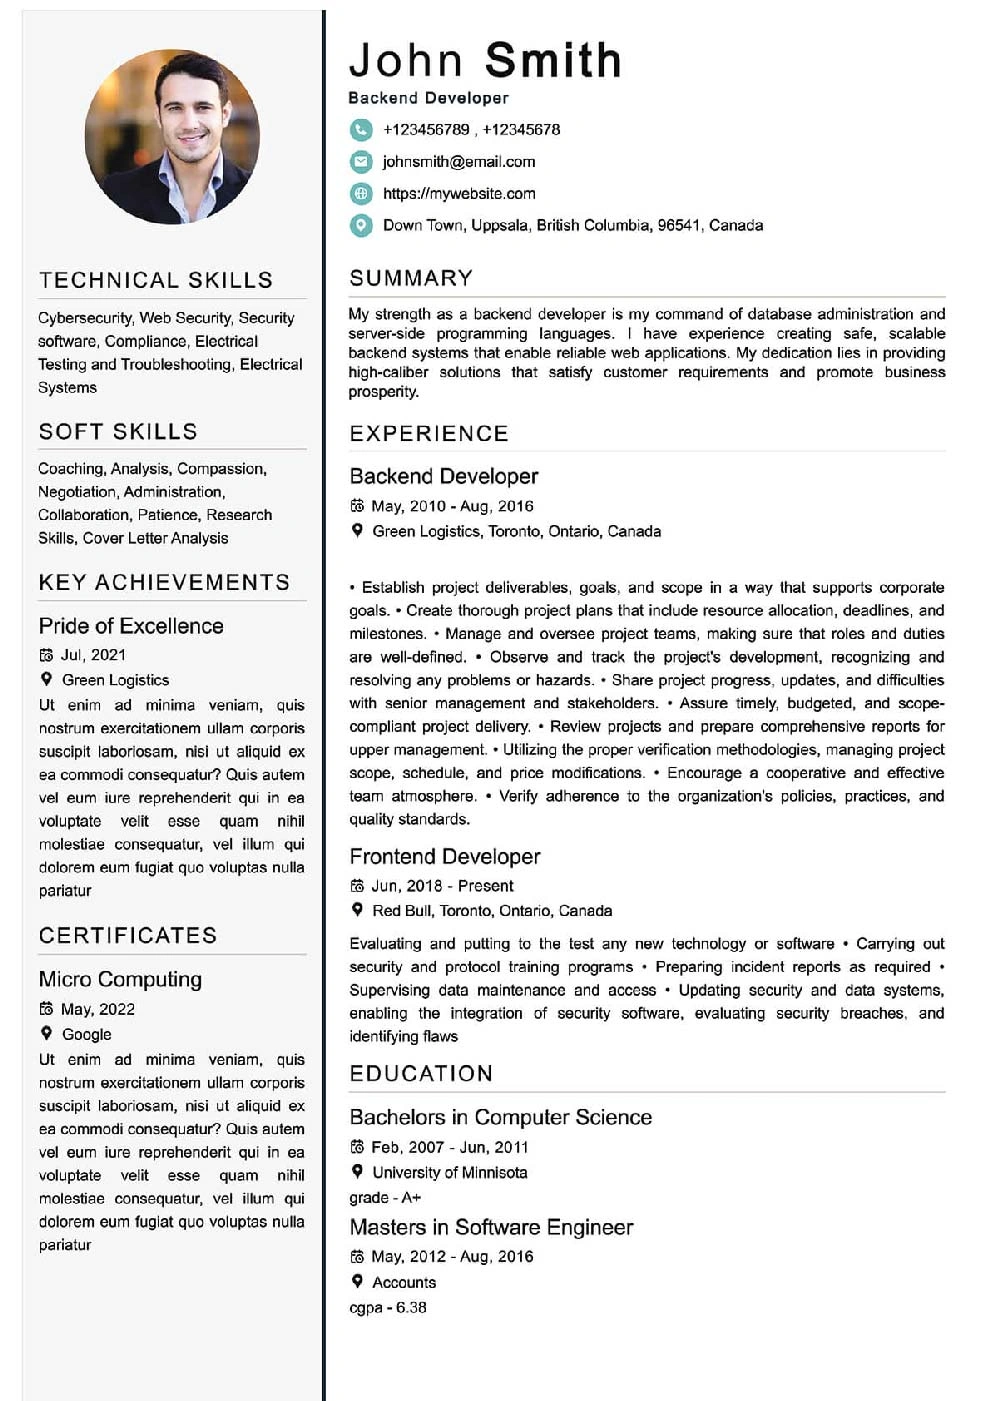 John Smith
Backend Developer
+123456789 , +12345678
johnsmith@email.com
https://mywebsite.com
Down Town, Uppsala, British Columbia, 96541, Canada
TECHNICAL SKILLS
Cybersecurity, Web Security, Security
software, Compliance, Electrical
Testing and Troubleshooting, Electrical
Systems
SOFT SKILLS
Coaching, Analysis, Compassion,
Negotiation, Administration,
Collaboration, Patience, Research
Skills, Cover Letter Analysis
KEY ACHIEVEMENTS
Pride of Excellence
Jul, 2021
Green Logistics
Ut enim ad minima veniam, quis
nostrum exercitationem ullam corporis
suscipit laboriosam, nisi ut aliquid ex
ea commodi consequatur? Quis autem
vel eum iure reprehenderit qui in ea
voluptate velit esse quam nihil
molestiae consequatur, vel illum qui
dolorem eum fugiat quo voluptas nulla
pariatur
CERTIFICATES
Micro Computing
May, 2022
Google
Ut enim ad minima veniam, quis
nostrum exercitationem ullam corporis
suscipit laboriosam, nisi ut aliquid ex
ea commodi consequatur? Quis autem
vel eum iure reprehenderit qui in ea
voluptate velit esse quam nihil
molestiae consequatur, vel illum qui
dolorem eum fugiat quo voluptas nulla
pariatur
SUMMARY
My strength as a backend developer is my command of database administration and
server-side programming languages. I have experience creating safe, scalable
backend systems that enable reliable web applications. My dedication lies in providing
high-caliber solutions that satisfy customer requirements and promote business
prosperity.
EXPERIENCE
Backend Developer
May, 2010 - Aug, 2016
Green Logistics, Toronto, Ontario, Canada
• Establish project deliverables, goals, and scope in a way that supports corporate
goals. • Create thorough project plans that include resource allocation, deadlines, and
milestones. • Manage and oversee project teams, making sure that roles and duties
are well-defined. • Observe and track the project's development, recognizing and
resolving any problems or hazards. • Share project progress, updates, and difficulties
with senior management and stakeholders. • Assure timely, budgeted, and scope-
compliant project delivery. • Review projects and prepare comprehensive reports for
upper management. • Utilizing the proper verification methodologies, managing project
scope, schedule, and price modifications. • Encourage a cooperative and effective
team atmosphere. • Verify adherence to the organization's policies, practices, and
quality standards.
Frontend Developer
Jun, 2018 - Present
Red Bull, Toronto, Ontario, Canada
Evaluating and putting to the test any new technology or software • Carrying out
security and protocol training programs • Preparing incident reports as required •
Supervising data maintenance and access • Updating security and data systems,
enabling the integration of security software, evaluating security breaches, and
identifying flaws
EDUCATION
Bachelors in Computer Science
Feb, 2007 - Jun, 2011
University of Minnisota
grade - A+
Masters in Software Engineer
May, 2012 - Aug, 2016
Accounts
cgpa - 6.38